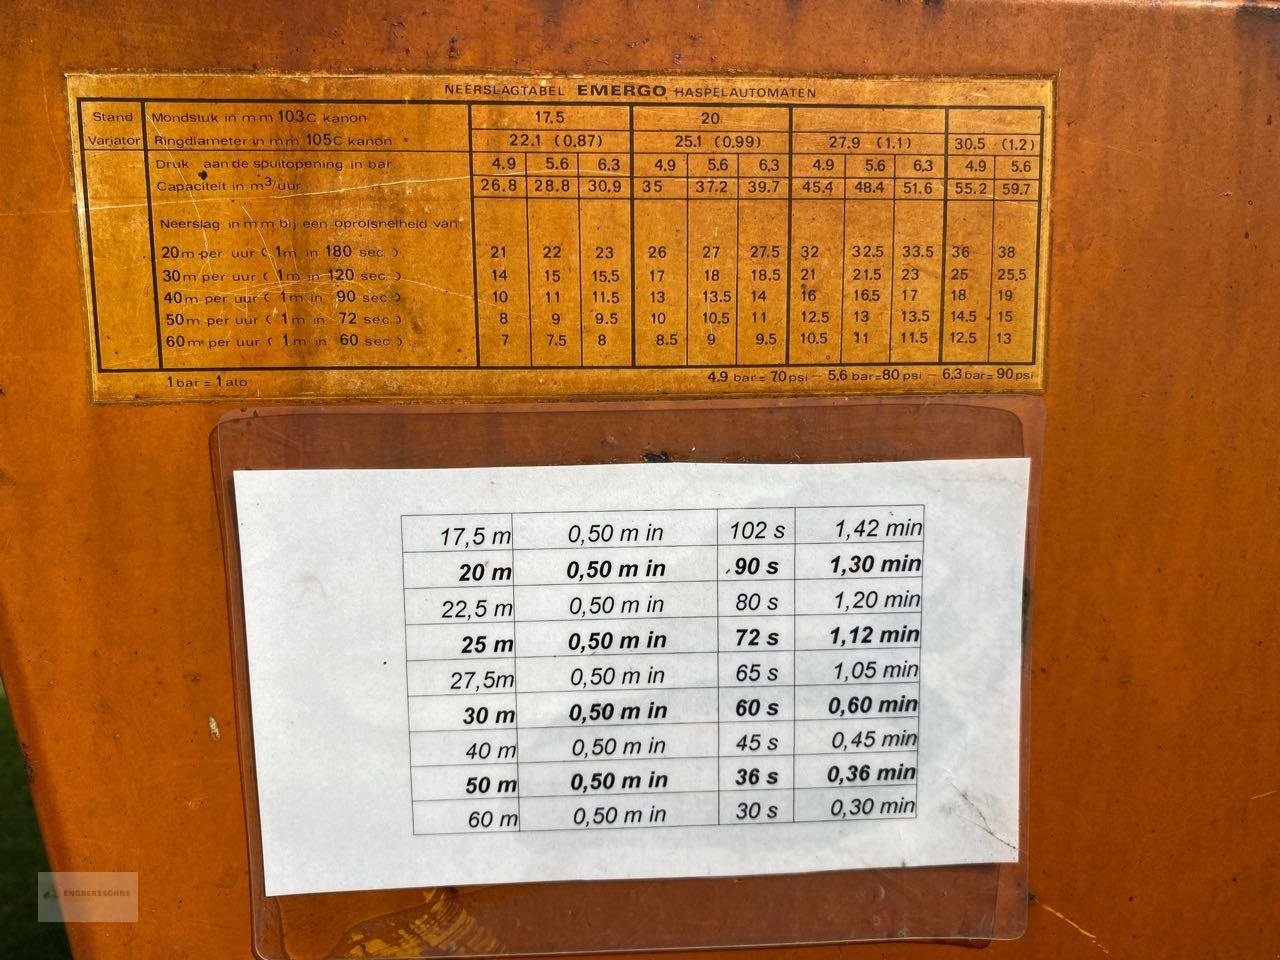 NEERSLAGTABEL EMERGO HASPELAUTOMATEN
Stand Mondstuk in mm 103C kanon 17.5 20
Variator Ringdiameter in mm 105C kanon 22.1 (0.87) 25.1 (0.99) 27.9 (1.1) 30.5 (1.2)
Druk aan de spuitopening in bar 4.9 5.6 6.3 4.9 5.6 6.3 4.9 5.6 6.3 4.9 5.6
Capaciteit in m³/uur 26.8 28.8 30.9 35 37.2 39.7 45.4 48.4 51.6 55.2 59.7
Neerslag in mm bij een oprolsnelheid van:
20m per uur ( 1m in 180 sec ) 21 22 23 26 27 27.5 32 32.5 33.5 36 38
30m per uur ( 1m in 120 sec ) 14 15 15.5 17 18 18.5 21 21.5 23 25 25.5
40m per uur ( 1m in 90 sec ) 10 11 11.5 13 13.5 14 16 16.5 17 18 19
50m per uur ( 1m in 72 sec ) 8 9 9.5 10 10.5 11 12.5 13 13.5 14.5 15
60m per uur ( 1m in 60 sec ) 7 7.5 8 8.5 9 9.5 10.5 11 11.5 12.5 13
1 bar = 1 ato 4.9 bar = 70 psi — 5.6 bar = 80 psi — 6.3 bar = 90 psi
17,5 m 0,50 m in 102 s 1,42 min
20 m 0,50 m in 90 s 1,30 min
22,5 m 0,50 m in 80 s 1,20 min
25 m 0,50 m in 72 s 1,12 min
27,5m 0,50 m in 65 s 1,05 min
30 m 0,50 m in 60 s 0,60 min
40 m 0,50 m in 45 s 0,45 min
50 m 0,50 m in 36 s 0,36 min
60 m 0,50 m in 30 s 0,30 min
ENGBERS SÖHNE